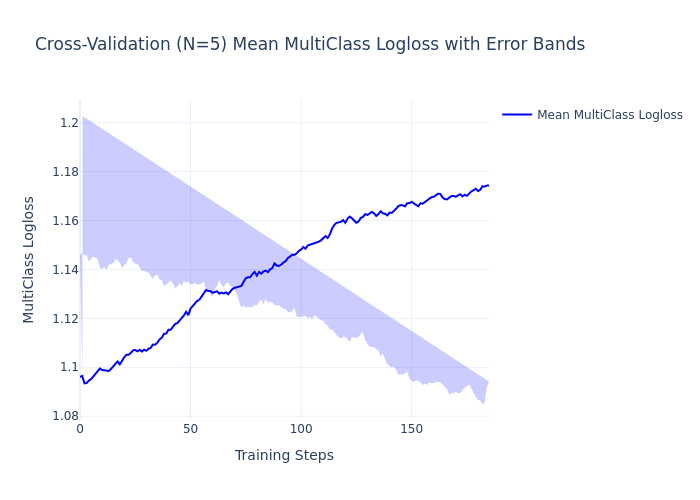 Cross-Validation (N=5) Mean MultiClass Logloss with Error Bands
Mean MultiClass Logloss
MultiClass Logloss
1.2
1.18
1.16
1.14
1.12
1.1
1.08
0
50
100
150
Training Steps